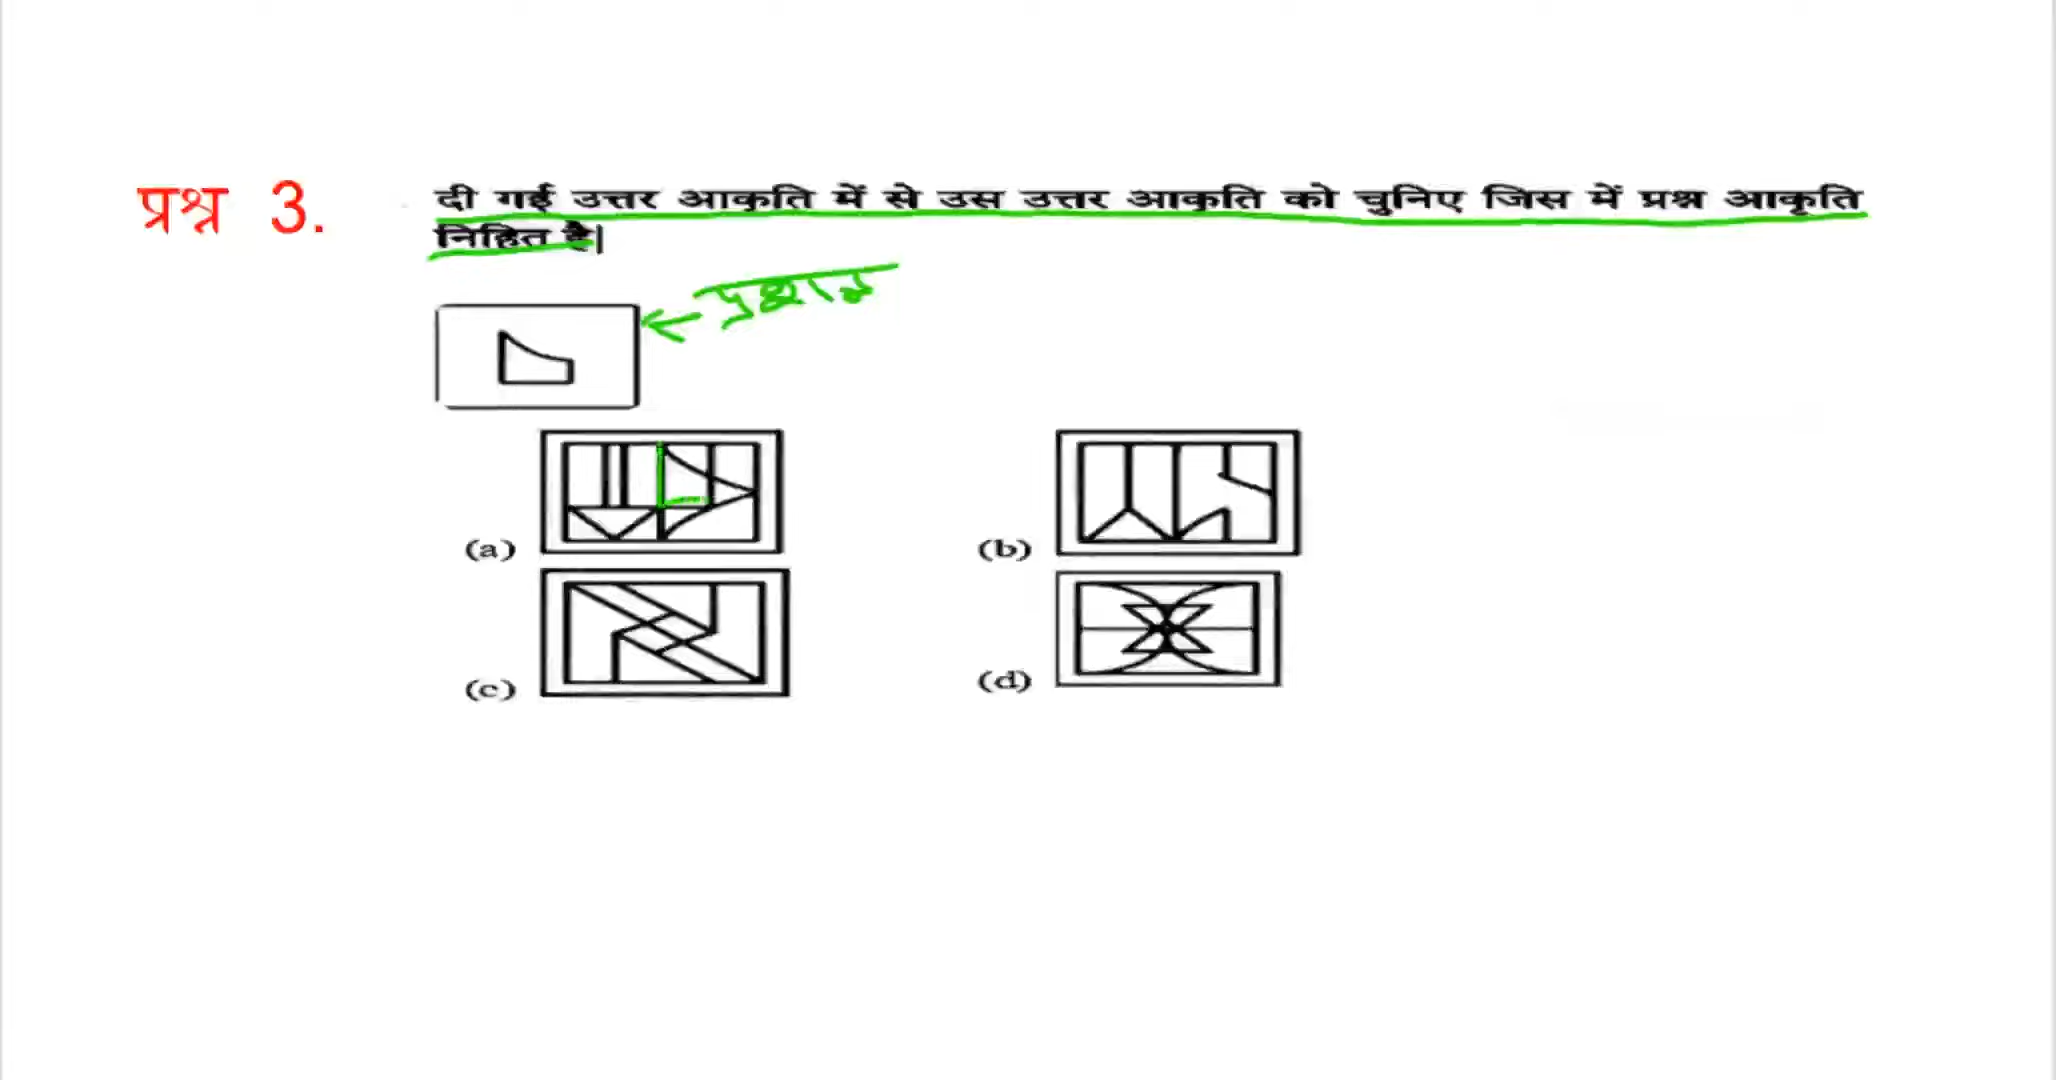 प्रश्न 3.
दी गई उत्तर आकृति में से उस उत्तर आकृति को चुनिए जिस में प्रश्न आकृति
निहित है|
(a)
(b)
(c)
(d)